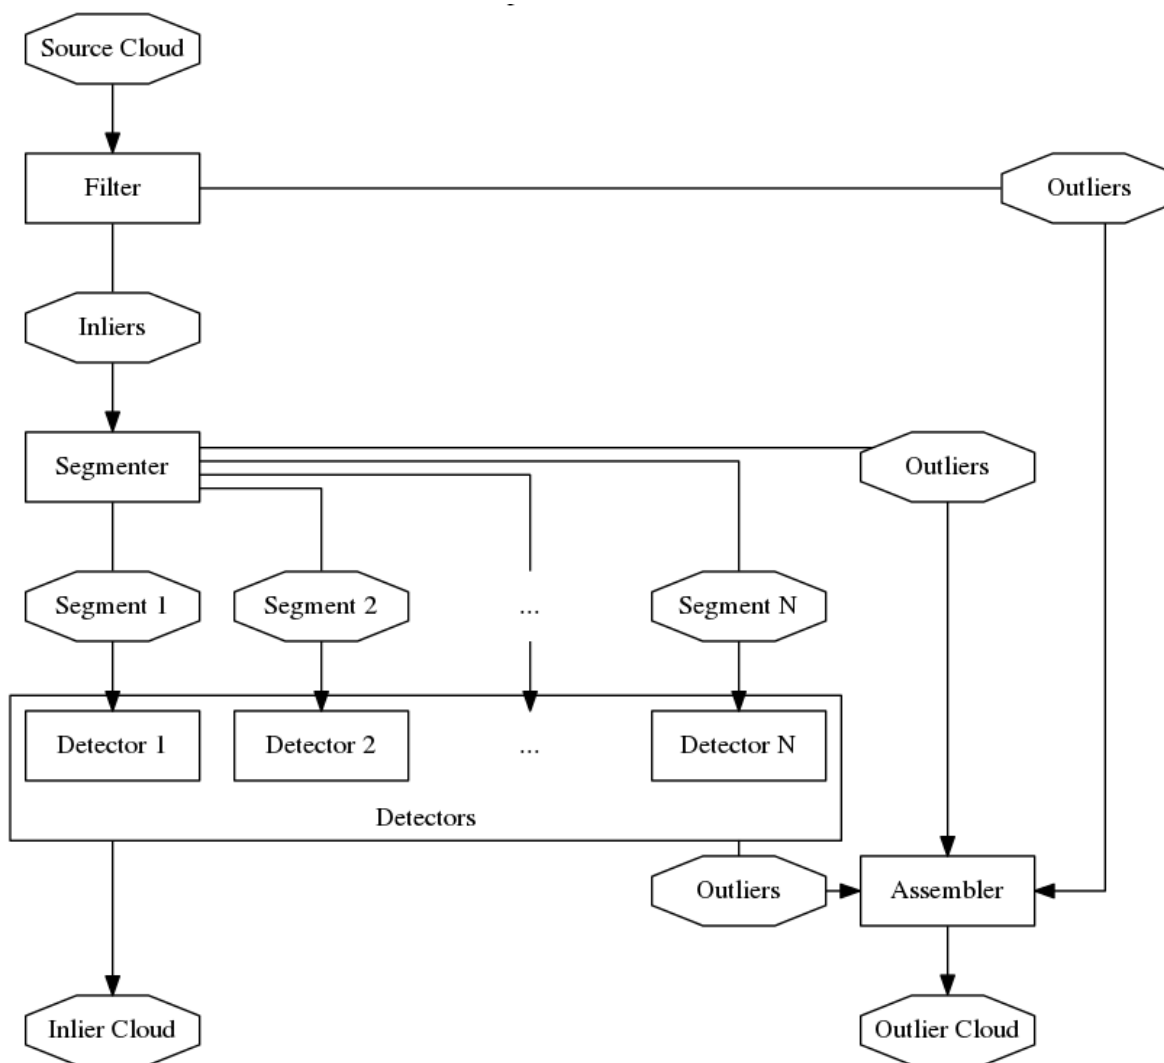 Source Cloud
Filter
Outliers
Inliers
Segmenter
Outliers
Segment 1
Segment 2
...
Segment N
Detector 1
Detector 2
...
Detector N
Detectors
Outliers
Assembler
Inlier Cloud
Outlier Cloud